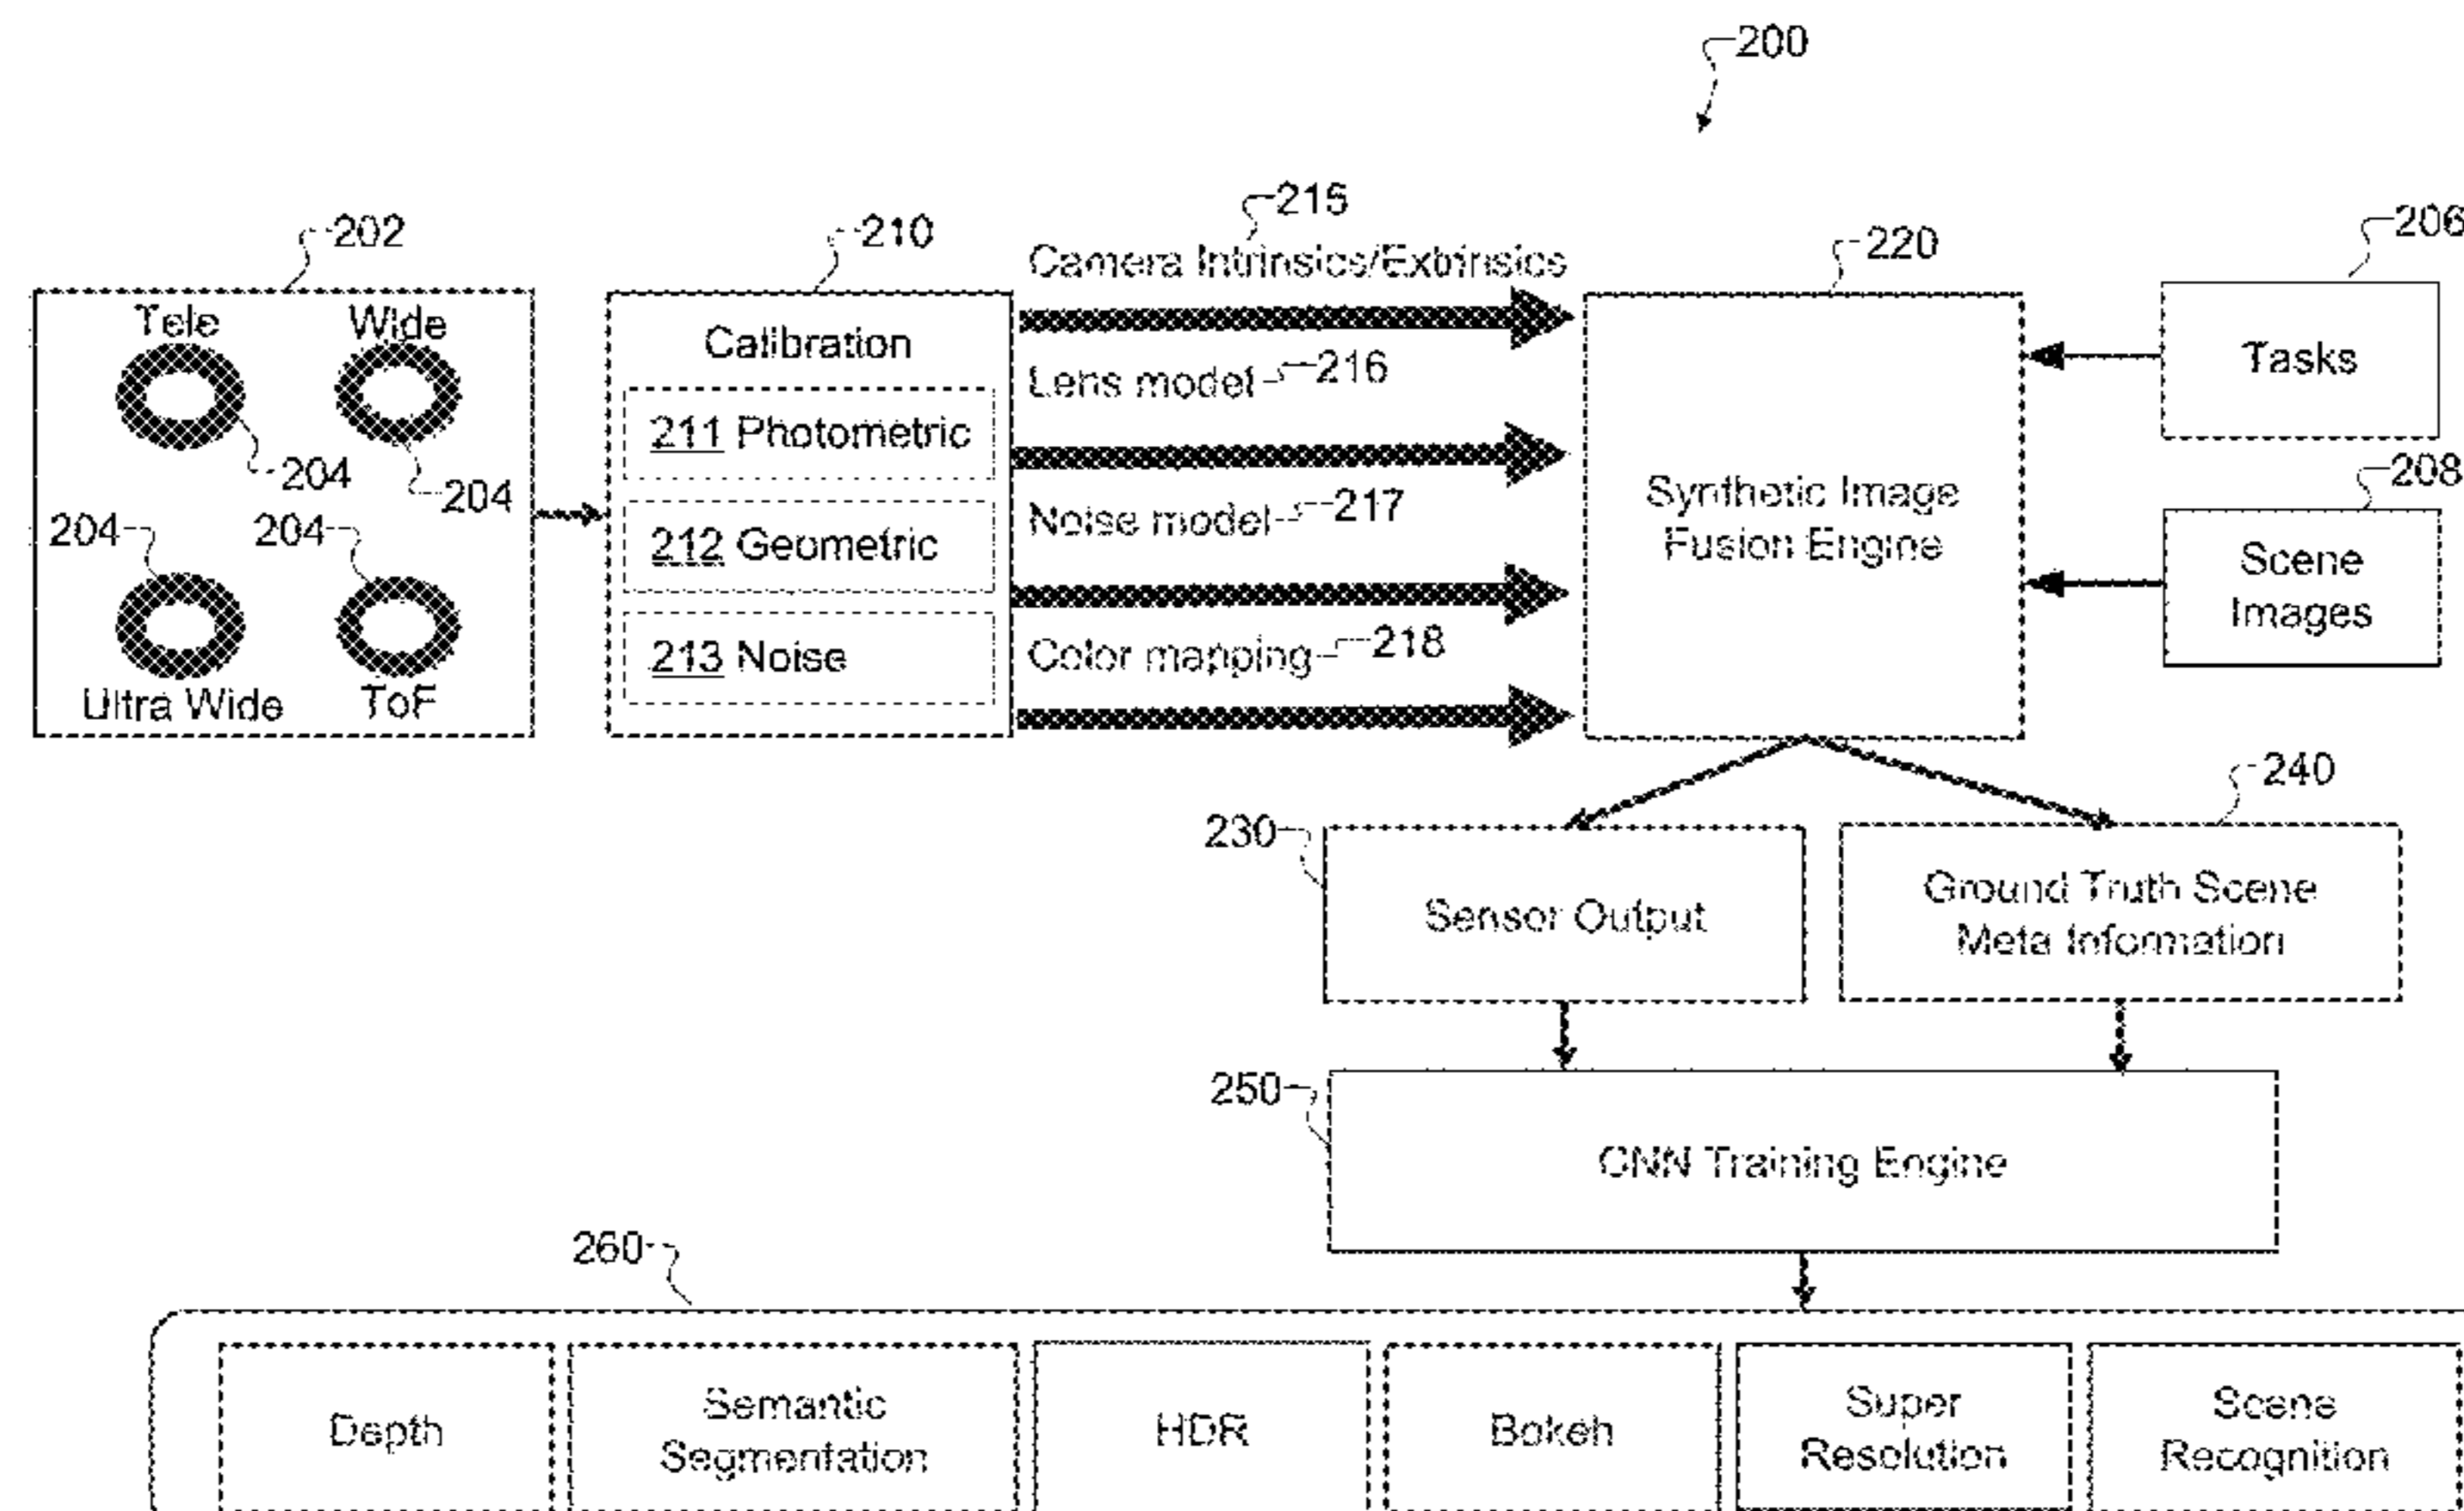 200
202
210
215
220
206
Camera Intrinsics/Extrinsics
Tele
Wide
Calibration
Tasks
Lens model
216
211 Photometric
204
204
208
Synthetic Image
Fusion Engine
Noise model
217
204
204
212 Geometric
Scene
Images
Color mapping
218
213 Noise
Ultra Wide
ToF
240
230
Sensor Output
Ground Truth Scene
Meta Information
250
CNN Training Engine
260
Depth
Semantic
Segmentation
HDR
Bokeh
Super
Resolution
Scene
Recognition